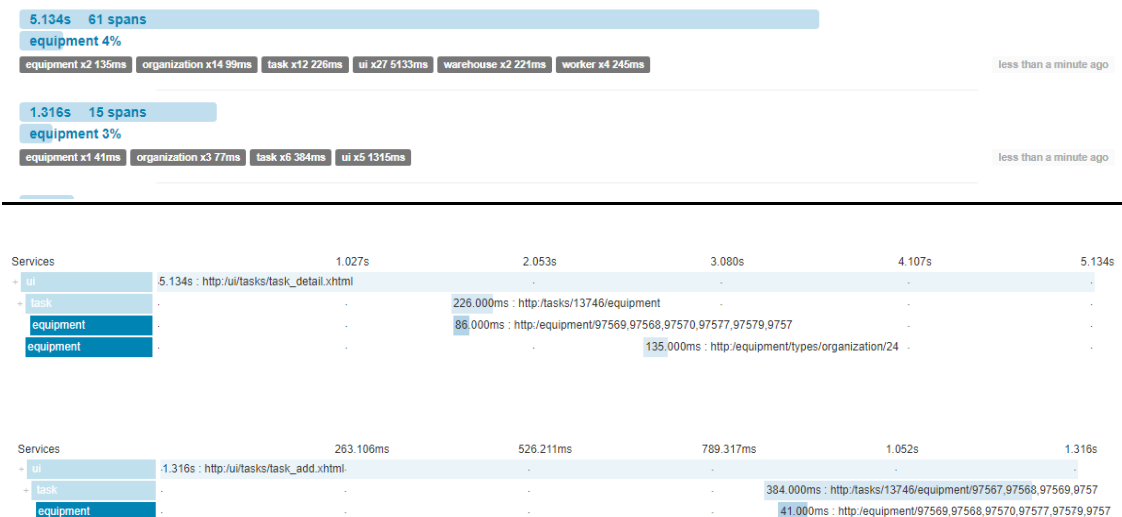 5.134s 61 spans
equipment 4%
equipment x2 135ms organization x14 99ms task x12 226ms ui x27 5133ms warehouse x2 221ms worker x4 245ms less than a minute ago
1.316s 15 spans
equipment 3%
equipment x1 41ms organization x3 77ms task x6 384ms ui x5 1315ms less than a minute ago
Services 1.027s 2.053s 3.080s 4.107s 5.134s
+ ui 5.134s : http:/ui/tasks/task_detail.xhtml
+ task 226.000ms : http:/tasks/13746/equipment
equipment 86.000ms : http:/equipment/97569,97568,97570,97577,97579,9757
equipment 135.000ms : http:/equipment/types/organization/24
Services 263.106ms 526.211ms 789.317ms 1.052s 1.316s
+ ui 1.316s : http:/ui/tasks/task_add.xhtml
+ task 384.000ms : http:/tasks/13746/equipment/97567,97568,97569,9757
equipment 41.000ms : http:/equipment/97569,97568,97570,97577,97579,9757